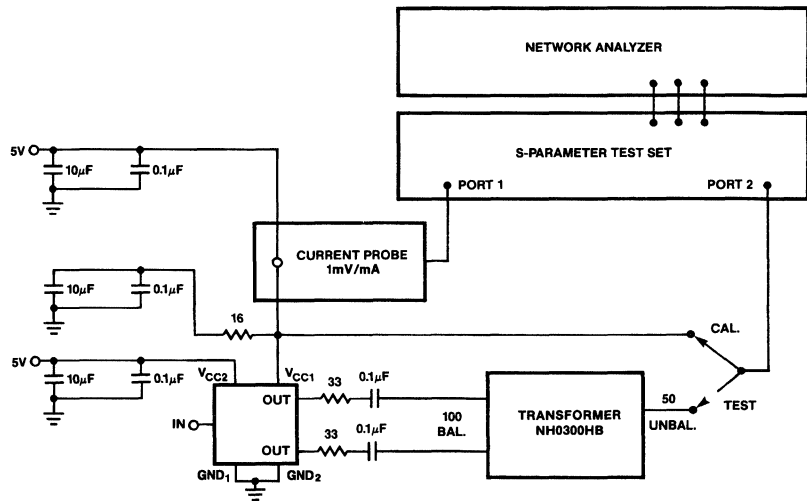 NETWORK ANALYZER
S-PARAMETER TEST SET
PORT 1
PORT 2
5V
10µF
0.1µF
CURRENT PROBE
1mV/mA
10µF
0.1µF
16
CAL.
5V
10µF
0.1µF
VCC2
VCC1
33
0.1µF
OUT
IN
OUT
33
0.1µF
100
BAL.
TRANSFORMER
NH0300HB
50
UNBAL.
TEST
GND1
GND2